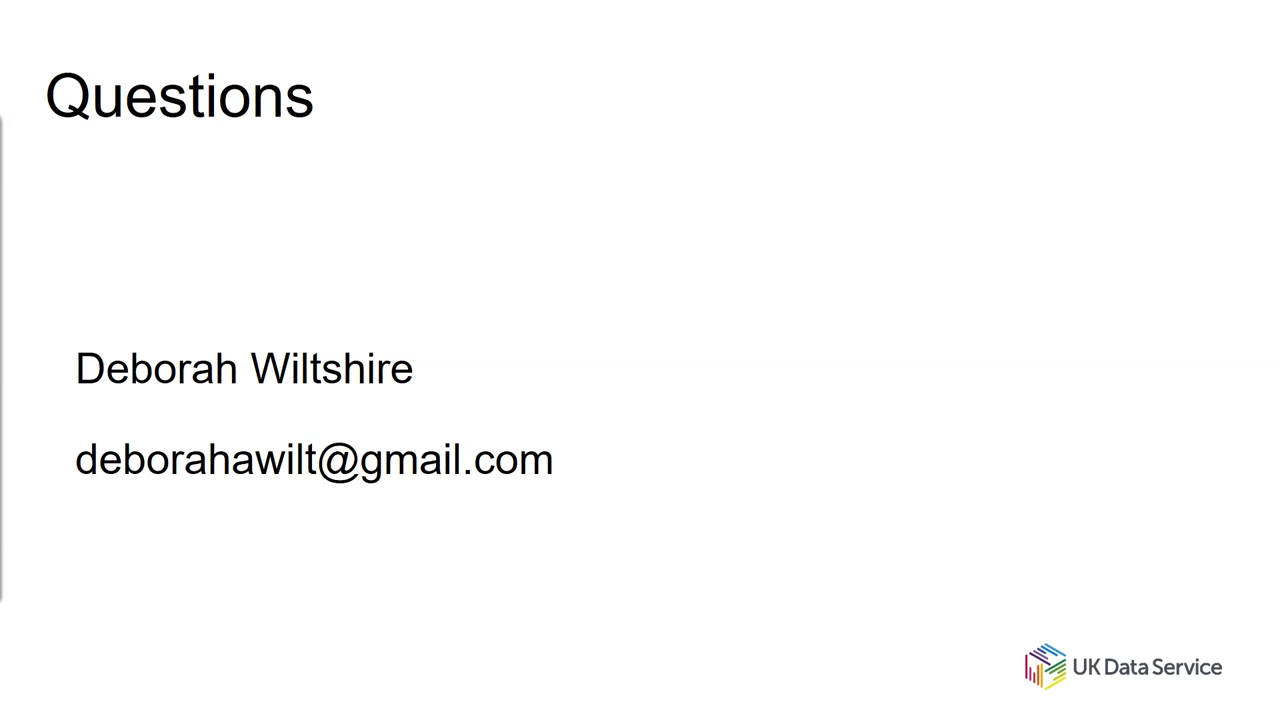 Questions
Deborah Wiltshire
deborahawilt@gmail.com
UK Data Service